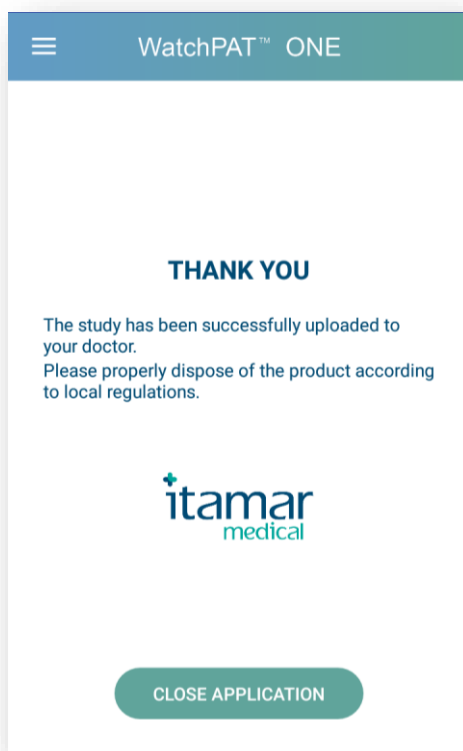 WatchPAT™ ONE
THANK YOU
The study has been successfully uploaded to
your doctor.
Please properly dispose of the product according
to local regulations.
itamar
medical
CLOSE APPLICATION